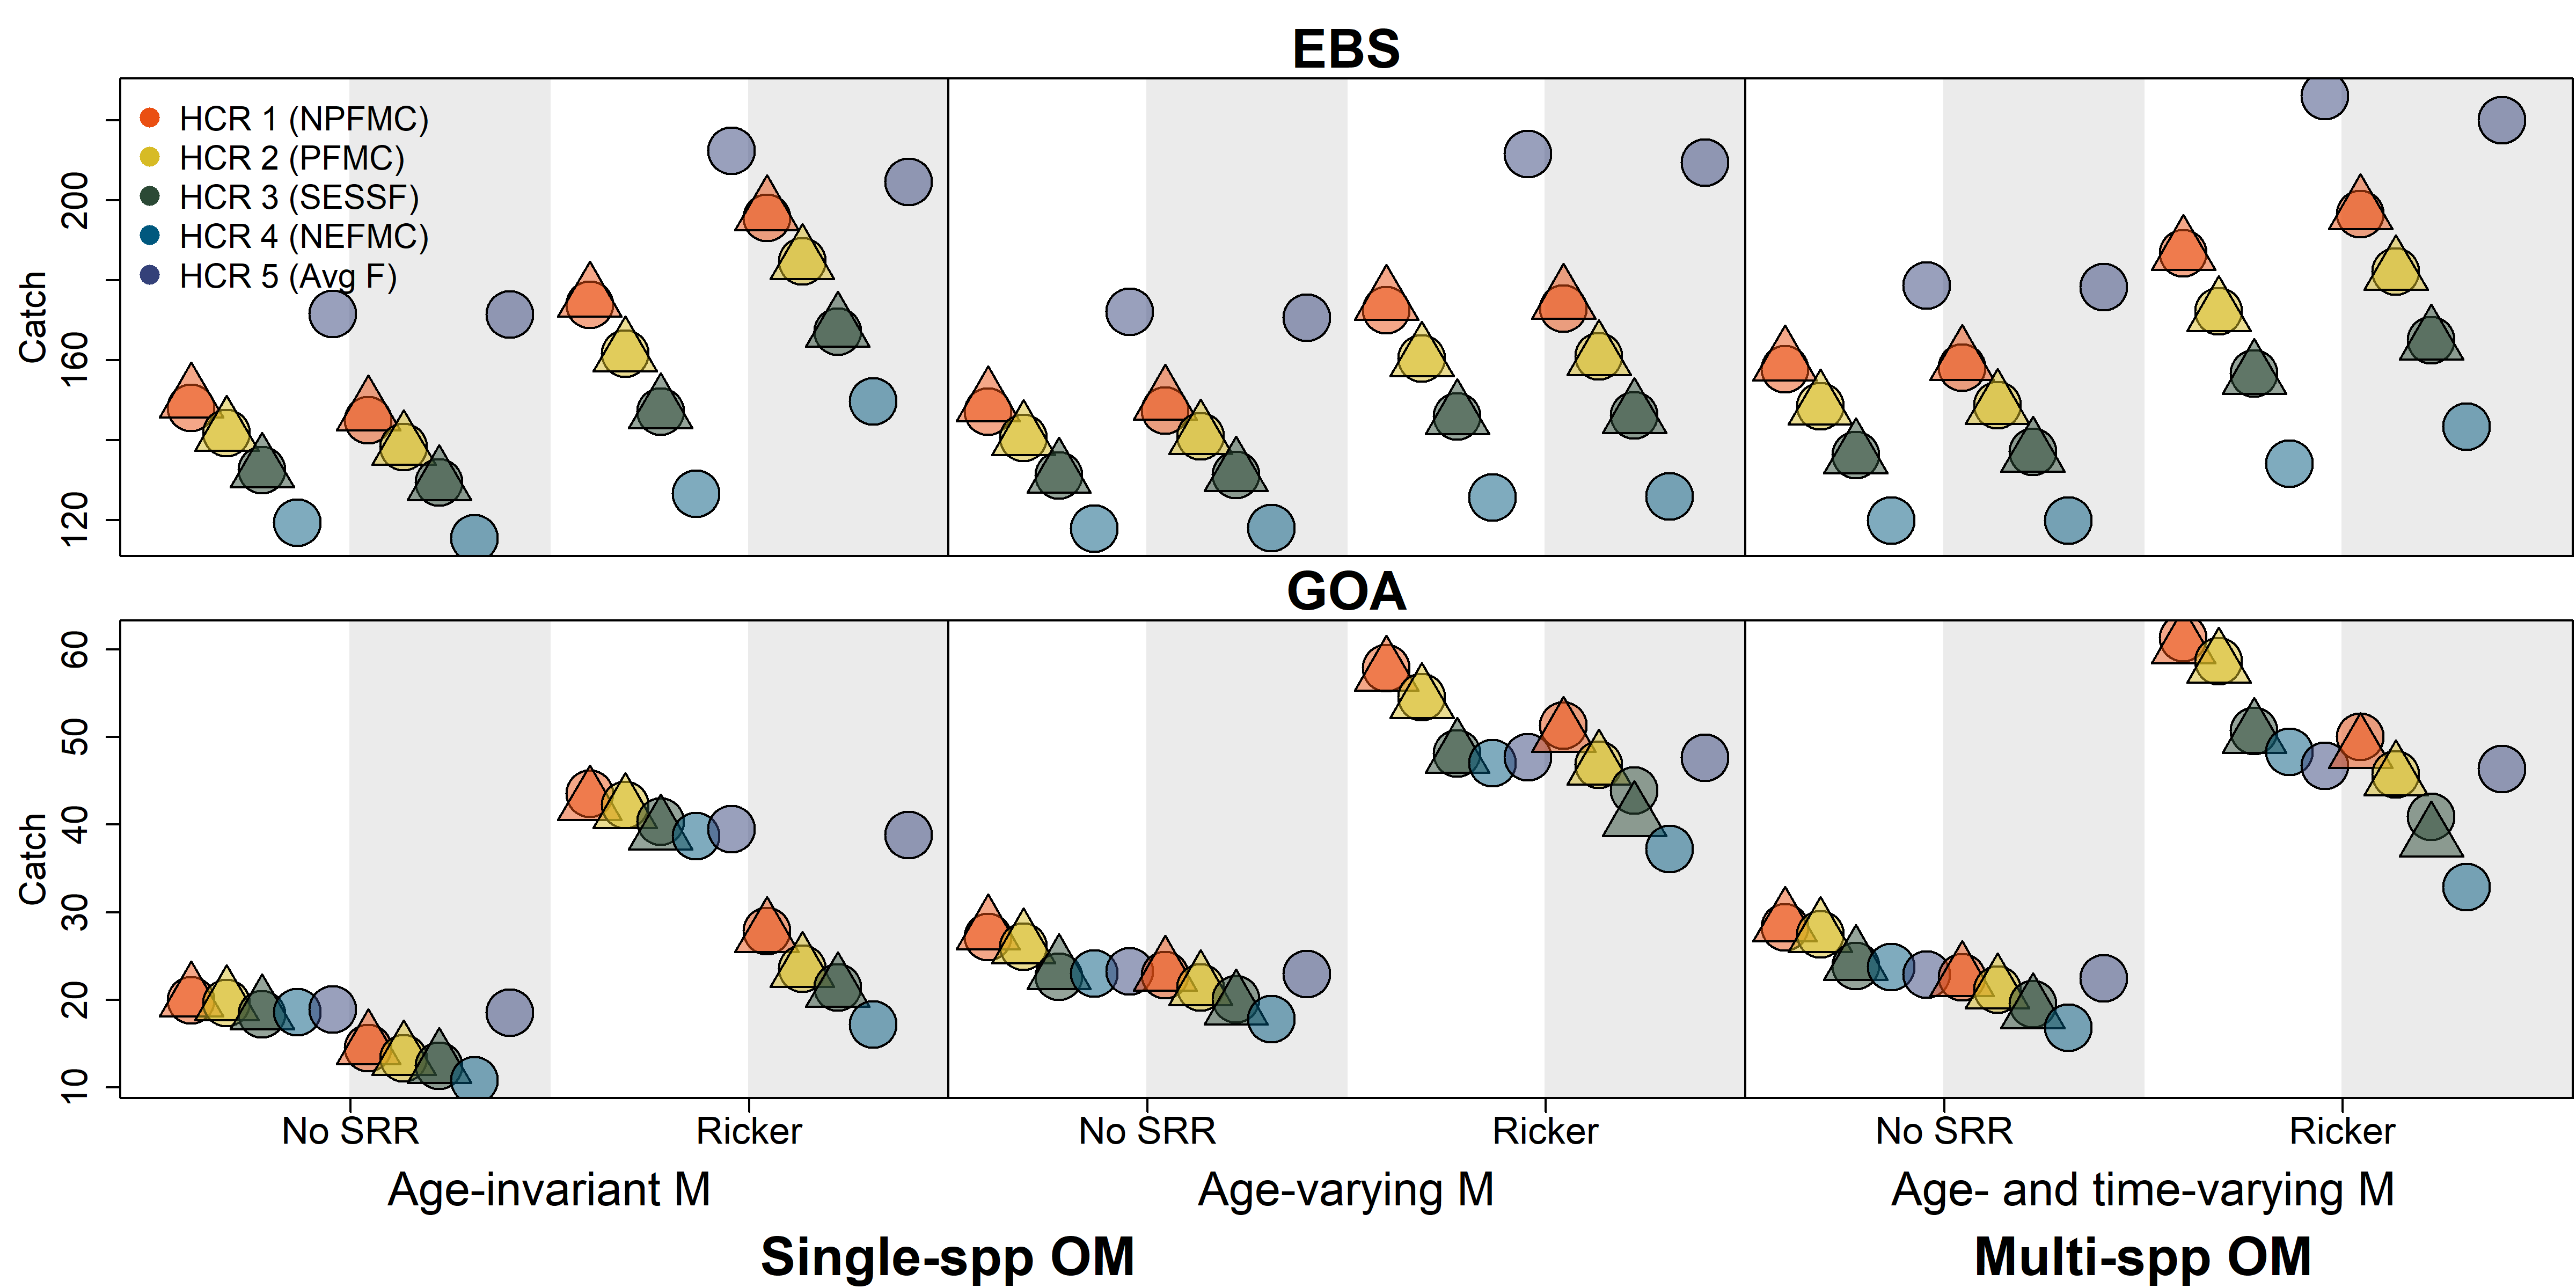 EBS
HCR 1 (NPFMC)
HCR 2 (PFMC)
HCR 3 (SESSF)
HCR 4 (NEFMC)
HCR 5 (Avg F)
Catch
200
160
120
GOA
Catch
60
50
40
30
20
10
No SRR Ricker No SRR Ricker No SRR Ricker
Age-invariant M Age-varying M Age- and time-varying M
Single-spp OM Multi-spp OM